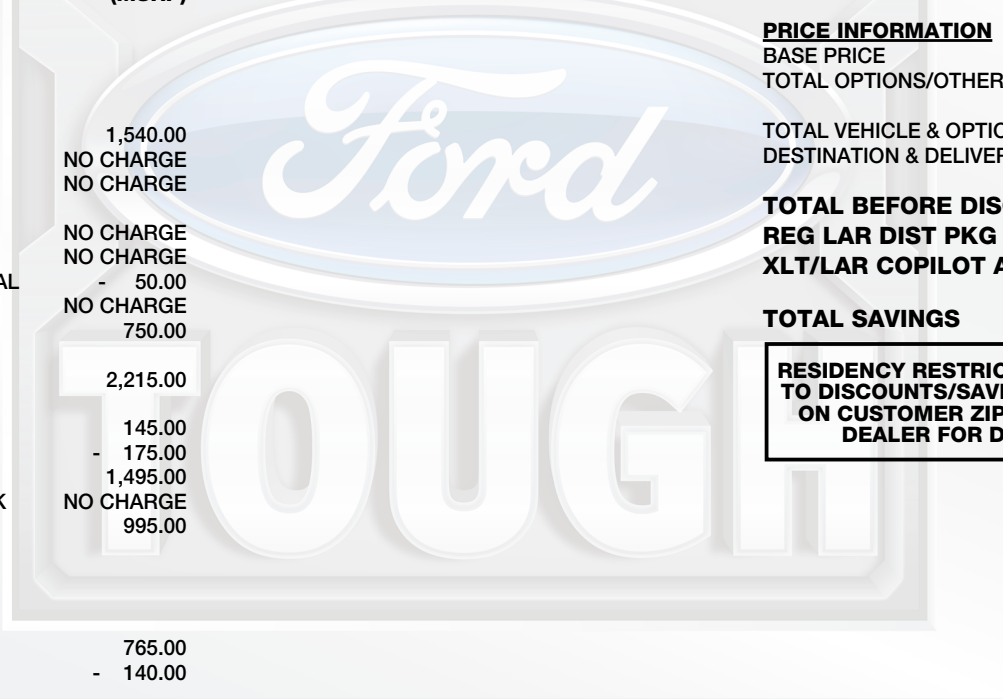 1,540.00
NO CHARGE
NO CHARGE
NO CHARGE
NO CHARGE
AL - 50.00
NO CHARGE
750.00
2,215.00
145.00
- 175.00
1,495.00
K NO CHARGE
995.00
765.00
- 140.00
Ford
TOUGH
PRICE INFORMATION
BASE PRICE
TOTAL OPTIONS/OTHER
TOTAL VEHICLE & OPTIO
DESTINATION & DELIVER
TOTAL BEFORE DIS
REG LAR DIST PKG
XLT/LAR COPILOT A
TOTAL SAVINGS
RESIDENCY RESTRIC
TO DISCOUNTS/SAVI
ON CUSTOMER ZIP
DEALER FOR D